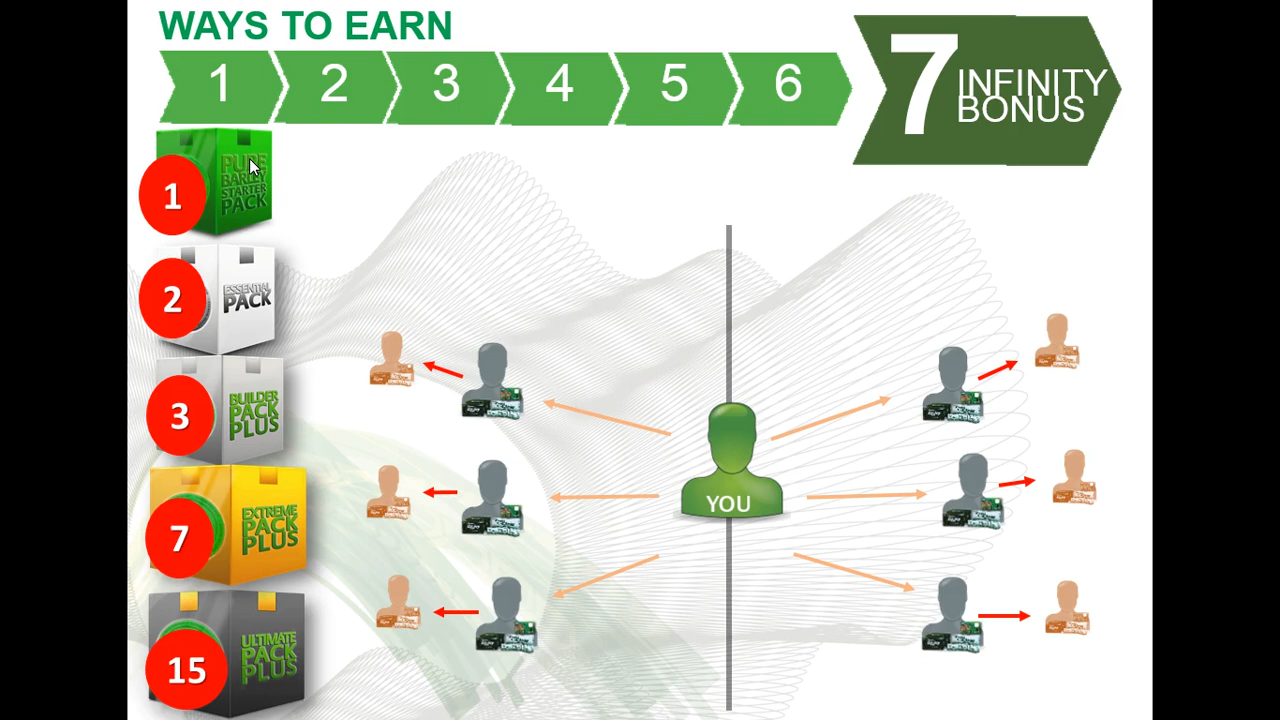 WAYS TO EARN
1 2 3 4 5 6 7 INFINITY
BONUS
PURE
BARLEY
STARTER
PACK
1
ESSENTIAL
PACK
2
BUILDER
PACK
PLUS
3
EXTREME
PACK
PLUS
7
ULTIMATE
PACK
PLUS
15
YOU